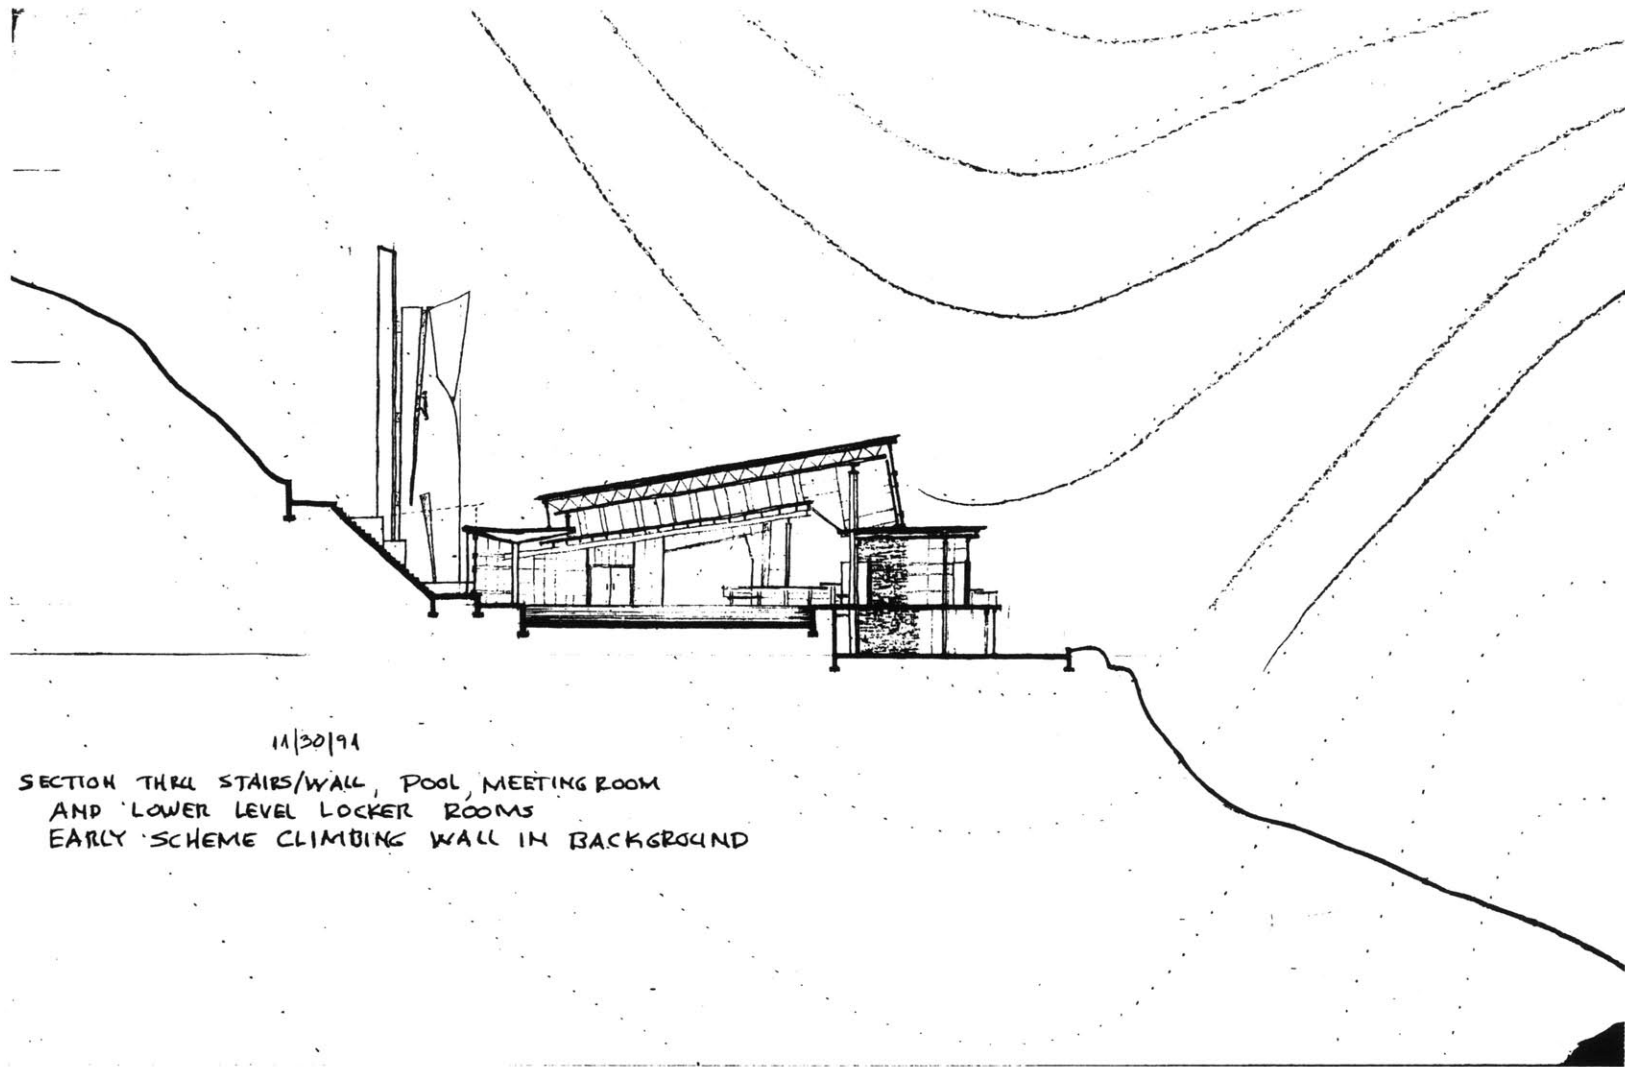 11/30/91
SECTION THRU STAIRS/WALL, POOL, MEETING ROOM
AND LOWER LEVEL LOCKER ROOMS
EARLY SCHEME CLIMBING WALL IN BACKGROUND